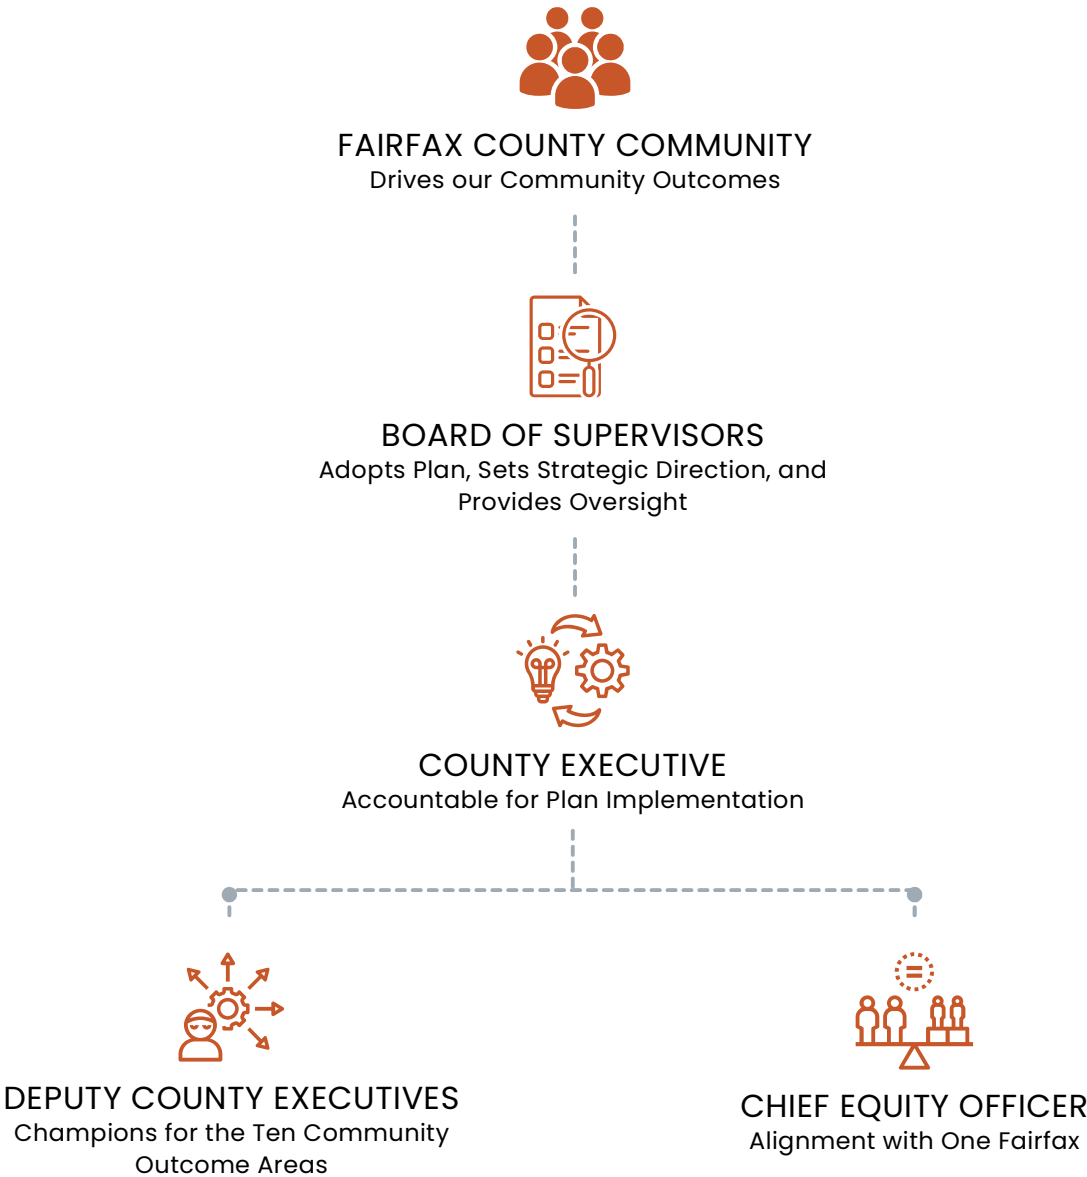 FAIRFAX COUNTY COMMUNITY
Drives our Community Outcomes
BOARD OF SUPERVISORS
Adopts Plan, Sets Strategic Direction, and
Provides Oversight
COUNTY EXECUTIVE
Accountable for Plan Implementation
DEPUTY COUNTY EXECUTIVES
Champions for the Ten Community
Outcome Areas
CHIEF EQUITY OFFICER
Alignment with One Fairfax